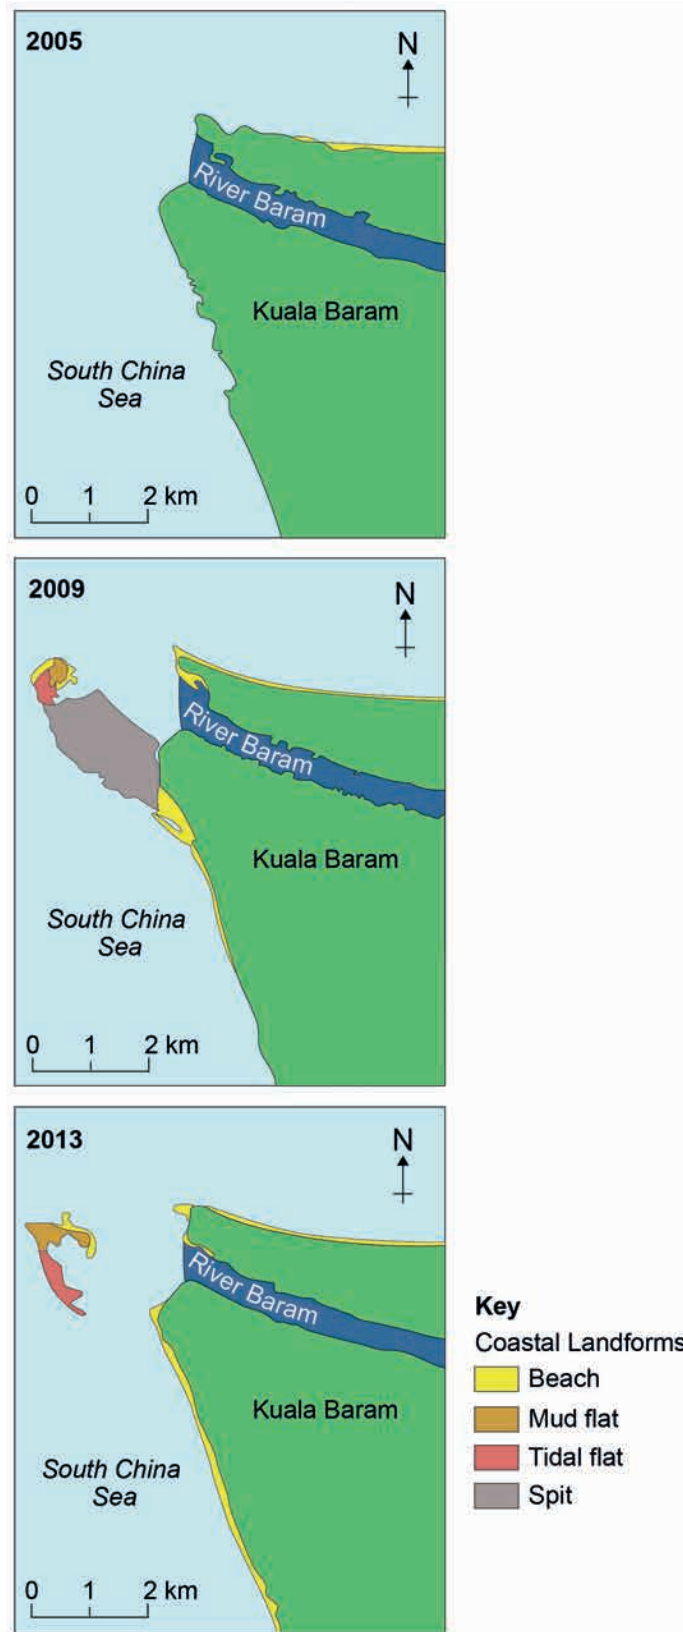 2005
N
River Baram
Kuala Baram
South China
Sea
0 1 2 km
2009
N
River Baram
Kuala Baram
South China
Sea
0 1 2 km
2013
N
River Baram
Kuala Baram
South China
Sea
0 1 2 km
Key
Coastal Landforms
Beach
Mud flat
Tidal flat
Spit